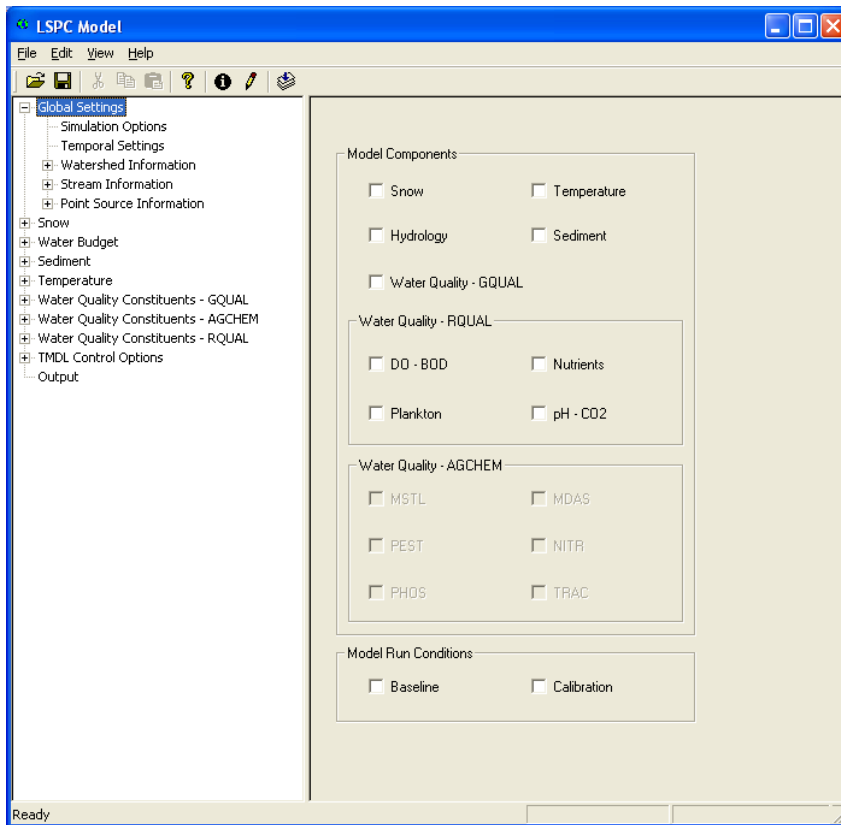 LSPC Model
File Edit View Help
Global Settings
Simulation Options
Temporal Settings
Watershed Information
Stream Information
Point Source Information
Snow
Water Budget
Sediment
Temperature
Water Quality Constituents - GQUAL
Water Quality Constituents - AGCHEM
Water Quality Constituents - RQUAL
TMDL Control Options
Output
Model Components
Snow Temperature
Hydrology Sediment
Water Quality - GQUAL
Water Quality - RQUAL
DO - BOD Nutrients
Plankton pH - CO2
Water Quality - AGCHEM
MSTL MDAS
PEST NITR
PHOS TRAC
Model Run Conditions
Baseline Calibration
Ready